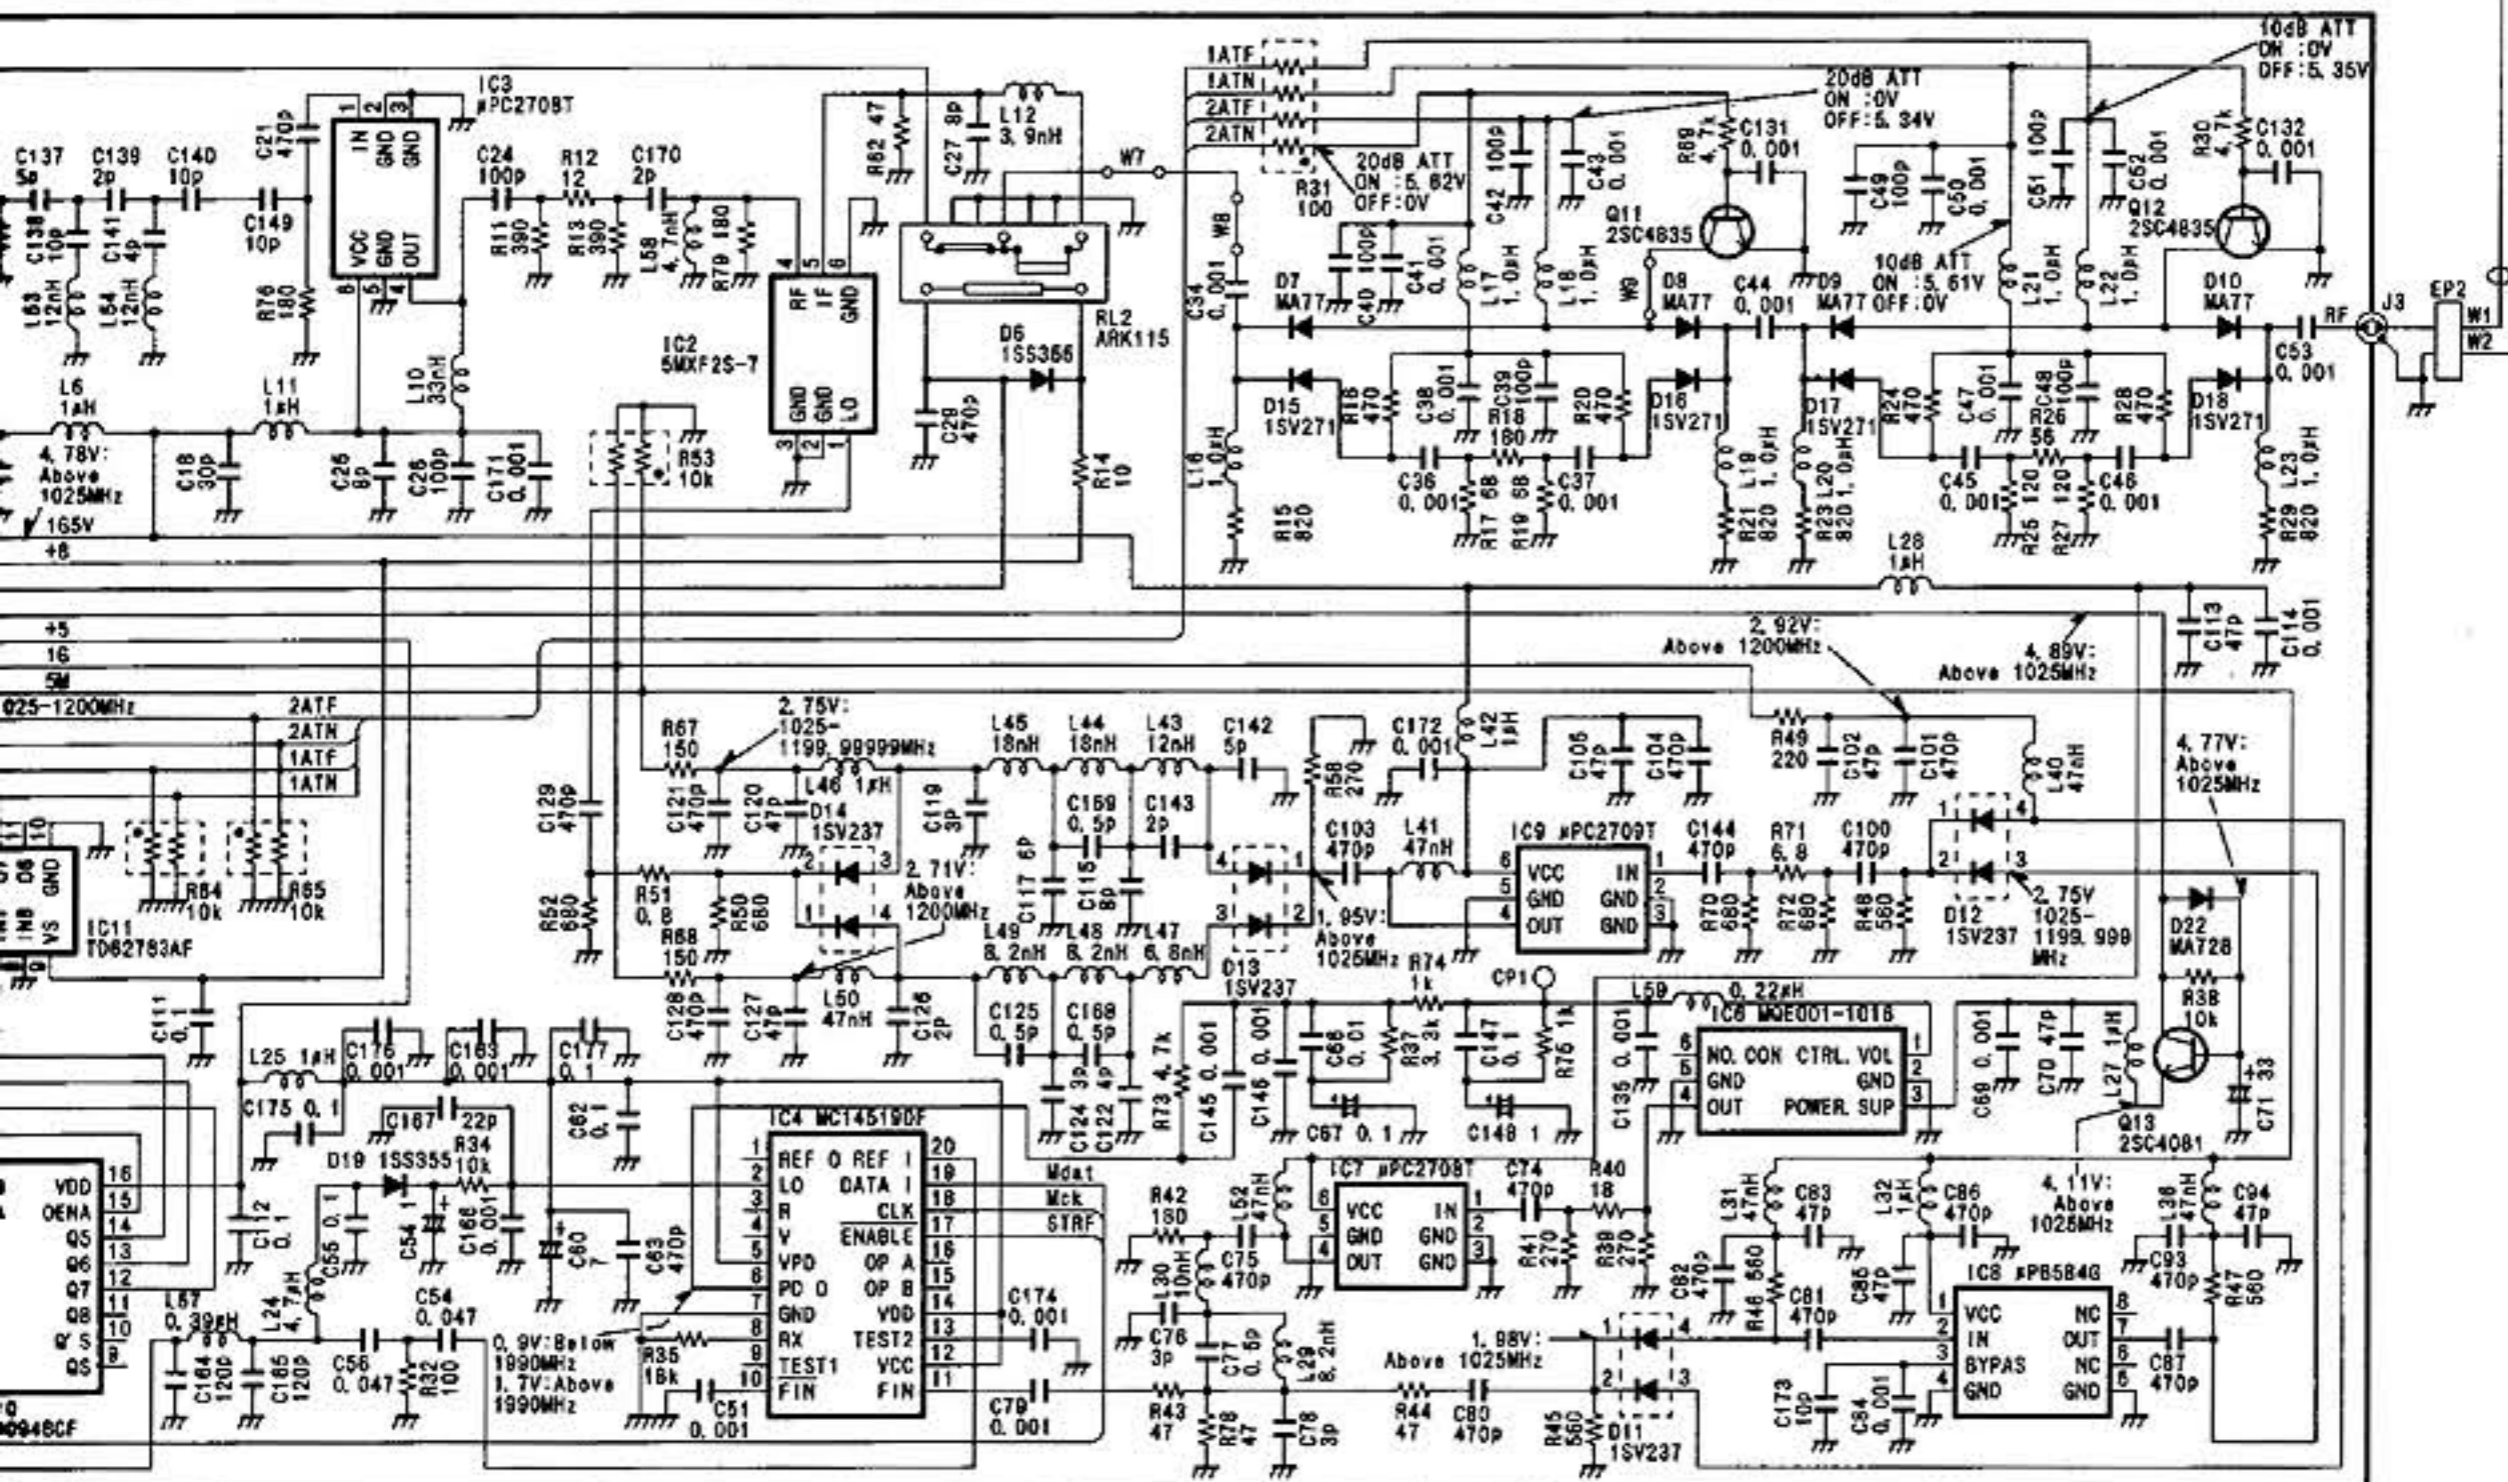 10dB ATT
ON :0V
OFF:5.35V
1ATF
1ATN
2ATF
2ATN
20dB ATT
ON :0V
OFF:5.34V
IC3
µPC2708T
C21
470p
IN
GND
GND
VCC
GND
OUT
C137
5p
C139
2p
C140
10p
C149
10p
C24
100p
R12
12
C170
2p
R62 47
C27 8p
L12
3.9nH
W7
R31
100
20dB ATT
ON :5.62V
OFF:0V
C42 100p
C43
0.001
R69
4.7k
C131
0.001
C49
100p
C50
0.001
C51 100p
C52
0.001
R30
4.7k
C132
0.001
C138
10p
C141
4p
L53
12nH
L54
12nH
R76
180
R11
390
R13
390
L58
4.7nH
R79 180
4 5 6
RF
IF
GND
IC2
5MXF2S-7
GND
GND
LO
3 2 1
RL2
ARK115
W8
C34
0.001
D7
MA77
C40 100p
C41
0.001
L17
1.0µH
L18
1.0µH
Q11
2SC4835
W9
D8
MA77
C44
0.001
D9
MA77
10dB ATT
ON :5.61V
OFF:0V
L21
1.0µH
L22
1.0µH
Q12
2SC4835
D10
MA77
RF
J3
EP2
W1
W2
C53
0.001
L6
1µH
L11
1µH
L10
33nH
D6
1SS355
C29
470p
R14
10
D15
1SV271
R16
470
C38
0.001
C39
100p
R18
180
R20
470
D16
1SV271
D17
1SV271
R24
470
C47
0.001
C48
100p
R26
56
R28
470
D18
1SV271
4.78V:
Above
1025MHz
C18
30p
C25
8p
C26
100p
C171
0.001
R53
10k
L16
1.0µH
C36
0.001
R17 68
R19 68
C37
0.001
L19
1.0µH
L20
1.0µH
C45
0.001
R25 120
R27 120
C46
0.001
L23
1.0µH
R15
820
R21
820
R23
820
R29
820
165V
+8
L28
1µH
C113
47p
C114
0.001
+5
16
5M
025-1200MHz
2ATF
2ATN
1ATF
1ATN
2.92V:
Above 1200MHz
4.89V:
Above 1025MHz
R67
150
2.75V:
1025-
1199.99999MHz
L45
18nH
L44
18nH
L43
12nH
C142
5p
R58
270
C172
0.001
L42
1µH
C105
47p
C104
470p
R49
220
C102
47p
C101
470p
L40
47nH
4.77V:
Above
1025MHz
C129
470p
C121
470p
C120
47p
L46 1µH
D14
1SV237
C119
3p
C169
0.5p
C143
2p
C103
470p
L41
47nH
IC9 µPC2709T
VCC
GND
OUT
IN
GND
GND
C144
470p
R71
6.8
C100
470p
R52
680
R51
0.8
R50
680
2.71V:
Above
1200MHz
C117 6p
C115
8p
1.95V:
Above
1025MHz
R70
680
R72
680
R48
560
D12
1SV237
2.75V
1025-
1199.999
MHz
D22
MA728
R64
10k
R65
10k
IC11
TD62783AF
GND
VS
R68
150
L49
8.2nH
L48
8.2nH
L47
6.8nH
D13
1SV237
R74
1k
CP1
L59
0.22µH
R38
10k
C111
0.1
C128
470p
C127
47p
L50
47nH
C126
2p
C125
0.5p
C168
0.5p
R73 4.7k
C145 0.001
C146 0.001
C66
0.01
R37
3.3k
C147
0.1
R75 1k
C135 0.001
IC6 MQE001-1016
NO.CON
GND
OUT
CTRL.VOL
GND
POWER.SUP
C69 0.001
C70 47p
L27 1µH
Q13
2SC4081
C71 33
L25 1µH
C176
0.001
C163
0.001
C177
0.1
C175 0.1
C167
22p
C62
0.1
C124 3p
C122 4p
C67 0.1
C148 1
IC4 MC145190F
REF O
LO
R
V
VPD
PD O
GND
RX
TEST1
FIN
REF I
DATA I
CLK
ENABLE
OP A
OP B
VDD
TEST2
VCC
FIN
Mdat
Mck
STRF
D19 1SS355
R34
10k
VDD
OENA
Q5
Q6
Q7
Q8
Q'S
QS
16
15
14
13
12
11
10
9
C112
0.1
C55 0.1
C54 1
C166
0.001
C60
C63
470p
R42
180
L52
47nH
IC7 µPC2708T
VCC
GND
OUT
IN
GND
GND
C74
470p
R40
18
L31
47nH
C83
47p
L32
1µH
C86
470p
4.11V:
Above
1025MHz
L36
47nH
C94
47p
L30
10nH
C75
470p
R41
270
R39
270
C82
470p
R46 560
C81
470p
C85
47p
IC8 µPB584G
VCC
IN
BYPAS
GND
NC
OUT
NC
GND
C93
470p
R47
560
L57
0.39µH
L24
4.7µH
C54
0.047
0.9V:Below
1990MHz
1.7V:Above
1990MHz
R35
18k
C174
0.001
C76
3p
C77
0.5p
L29
8.2nH
1.98V:
Above 1025MHz
C87
470p
C164
120p
C165
120p
C56
0.047
R32
100
C51
0.001
C79
0.001
R43
47
R78
47
C78
3p
R44
47
C80
470p
R45
560
D11
1SV237
C173
10p
C84
0.001